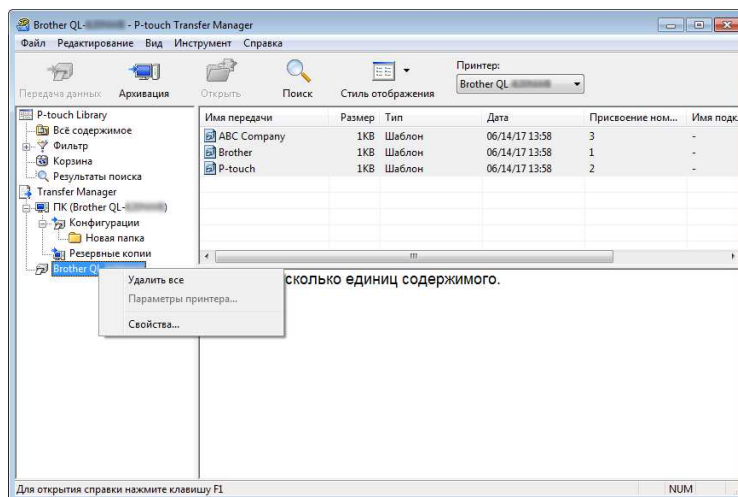 Brother QL- - P-touch Transfer Manager
Файл Редактирование Вид Инструмент Справка
Передача данных Архивация Открыть Поиск Стиль отображения
Принтер:
Brother QL
P-touch Library
Всё содержимое
Фильтр
Корзина
Результаты поиска
Transfer Manager
ПК (Brother QL- )
Конфигурации
Новая папка
Резервные копии
Brother QL
Имя передачи Размер Тип Дата Присвоение ном... Имя подк
ABC Company 1KB Шаблон 06/14/17 13:58 3 -
Brother 1KB Шаблон 06/14/17 13:58 1 -
P-touch 1KB Шаблон 06/14/17 13:58 2 -
Удалить все
Параметры принтера...
Свойства...
сколько единиц содержимого.
Для открытия справки нажмите клавишу F1
NUM